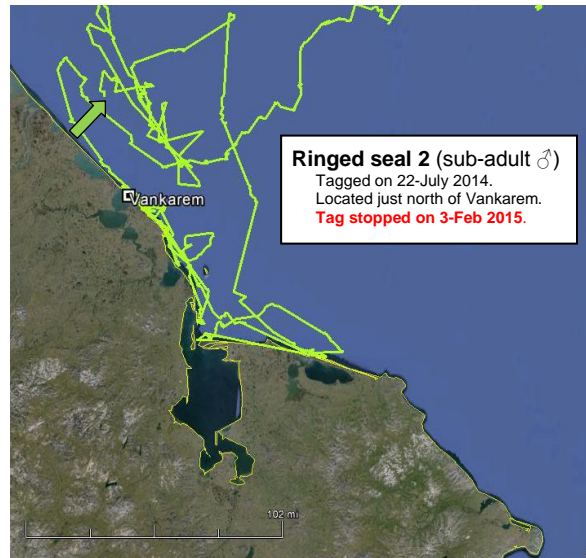 Ringed seal 2 (sub-adult ♂)
Tagged on 22-July 2014.
Located just north of Vankarem.
Tag stopped on 3-Feb 2015.
Vankarem
102 mi